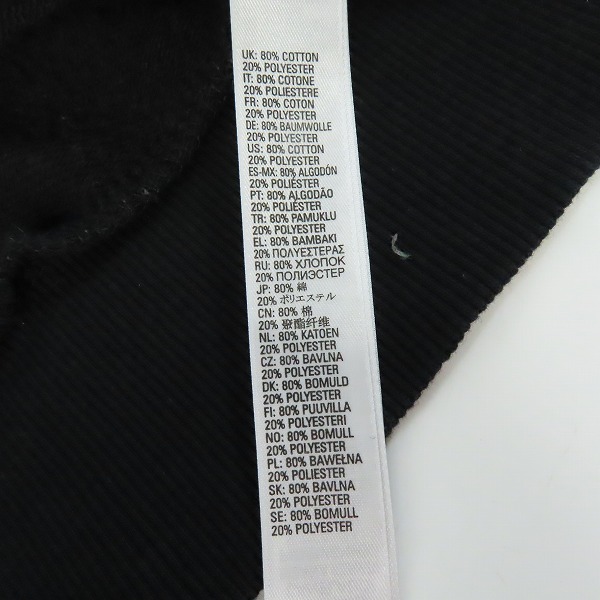 UK: 80% COTTON
20% POLYESTER
IT: 80% COTONE
20% POLIESTERE
FR: 80% COTON
20% POLYESTER
DE: 80% BAUMWOLLE
20% POLYESTER
US: 80% COTTON
20% POLYESTER
ES-MX: 80% ALGODÓN
20% POLIÉSTER
PT: 80% ALGODÃO
20% POLIÉSTER
TR: 80% PAMUKLU
20% POLYESTER
EL: 80% ΒΑΜΒΑΚΙ
20% ΠΟΛΥΕΣΤΕΡΑΣ
RU: 80% ХЛОПОК
20% ПОЛИЭСТЕР
JP: 80% 綿
20% ポリエステル
CN: 80% 棉
20% 聚酯纤维
NL: 80% KATOEN
20% POLYESTER
CZ: 80% BAVLNA
20% POLYESTER
DK: 80% BOMULD
20% POLYESTER
FI: 80% PUUVILLA
20% POLYESTERI
NO: 80% BOMULL
20% POLYESTER
PL: 80% BAWEŁNA
20% POLIESTER
SK: 80% BAVLNA
20% POLYESTER
SE: 80% BOMULL
20% POLYESTER